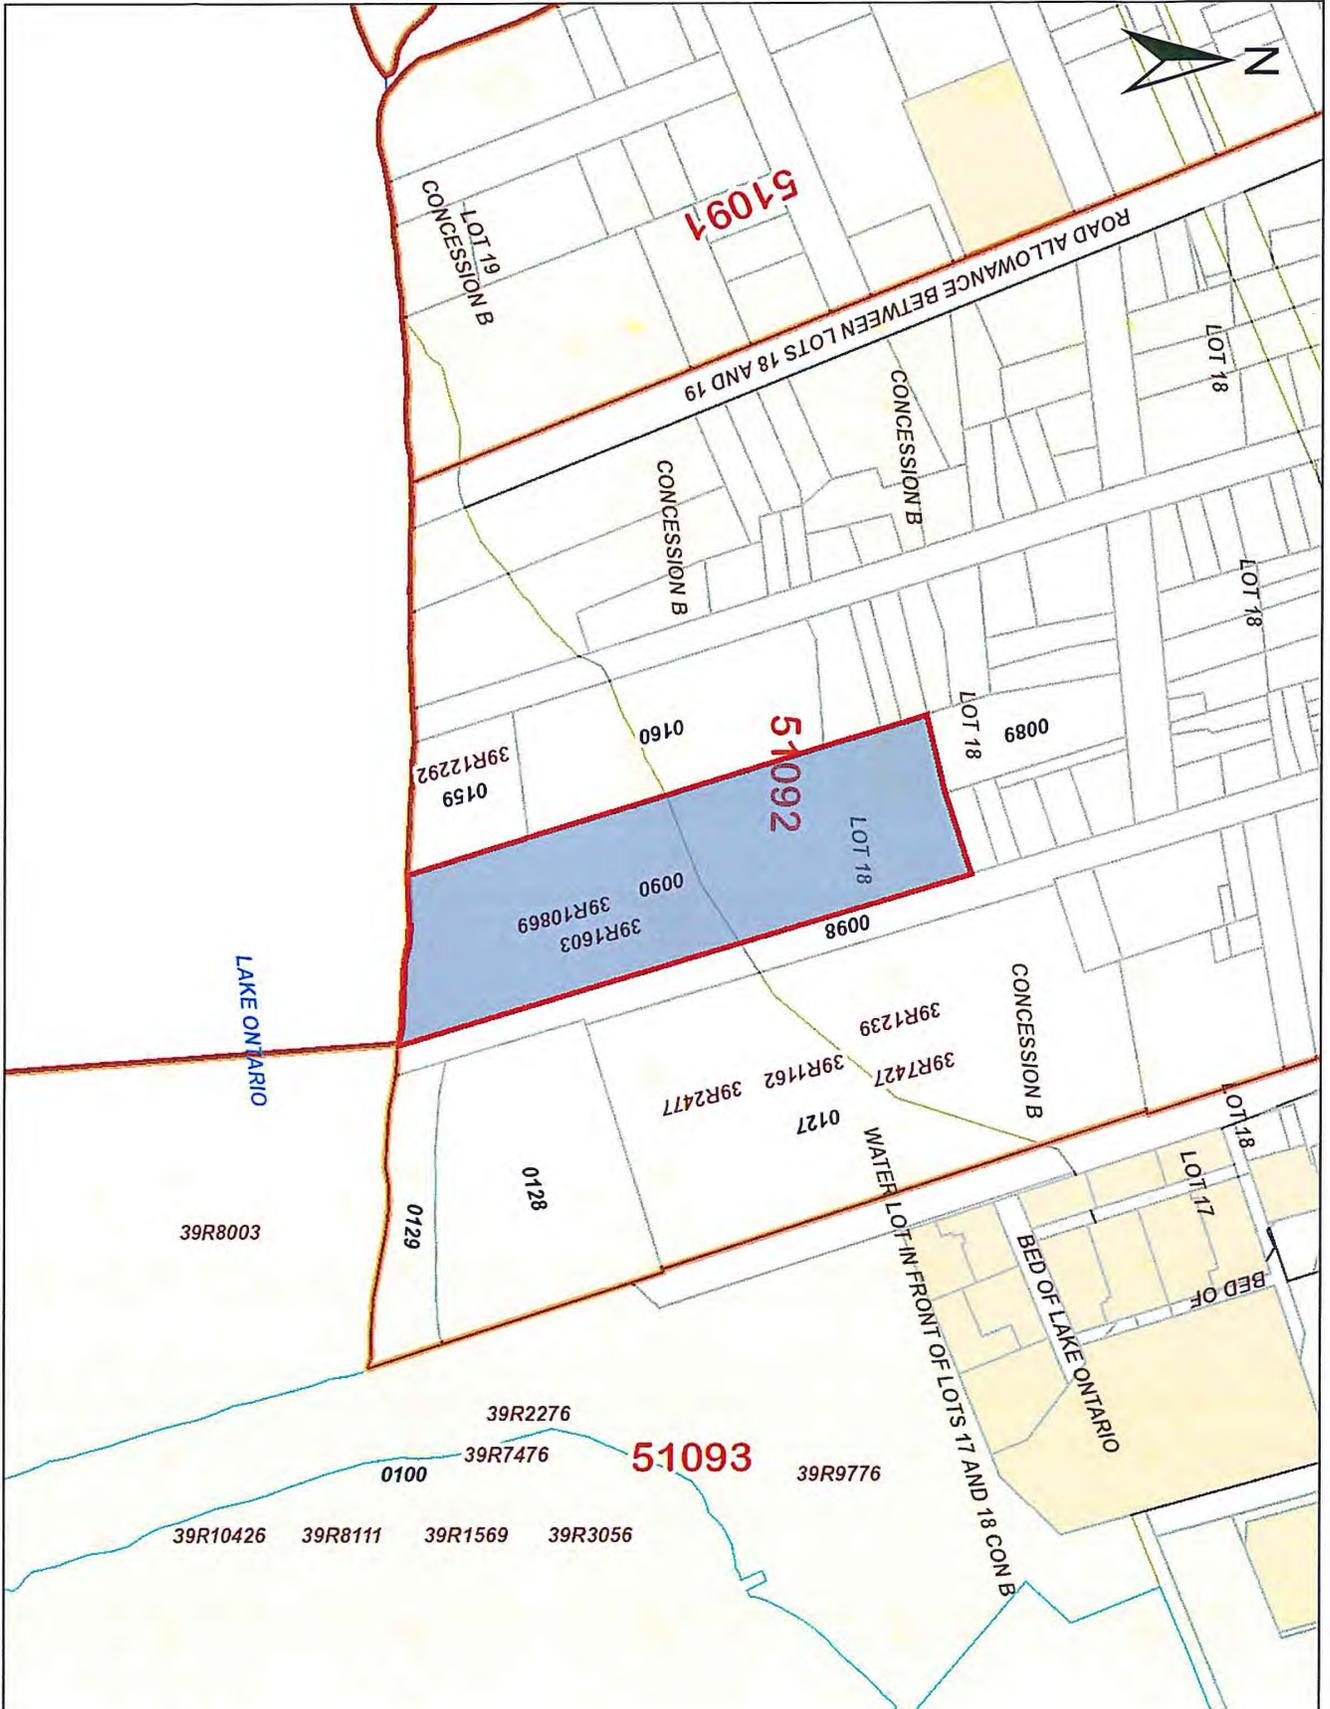 N
51091
LOT 19
CONCESSION B
ROAD ALLOWANCE BETWEEN LOTS 18 AND 19
LOT 18
CONCESSION B
CONCESSION B
LOT 18
LOT 18
0089
0160
51092
39R12292
0159
LOT 18
0090
39R10869
39R1603
0098
LAKE ONTARIO
CONCESSION B
39R1239
39R7427
39R1162
39R2477
0127
LOT 18
LOT 17
0128
0129
39R8003
WATER LOT IN FRONT OF LOTS 17 AND 18 CON B
BED OF LAKE ONTARIO
BED OF
39R2276
39R7476
51093
0100
39R9776
39R10426
39R8111
39R1569
39R3056